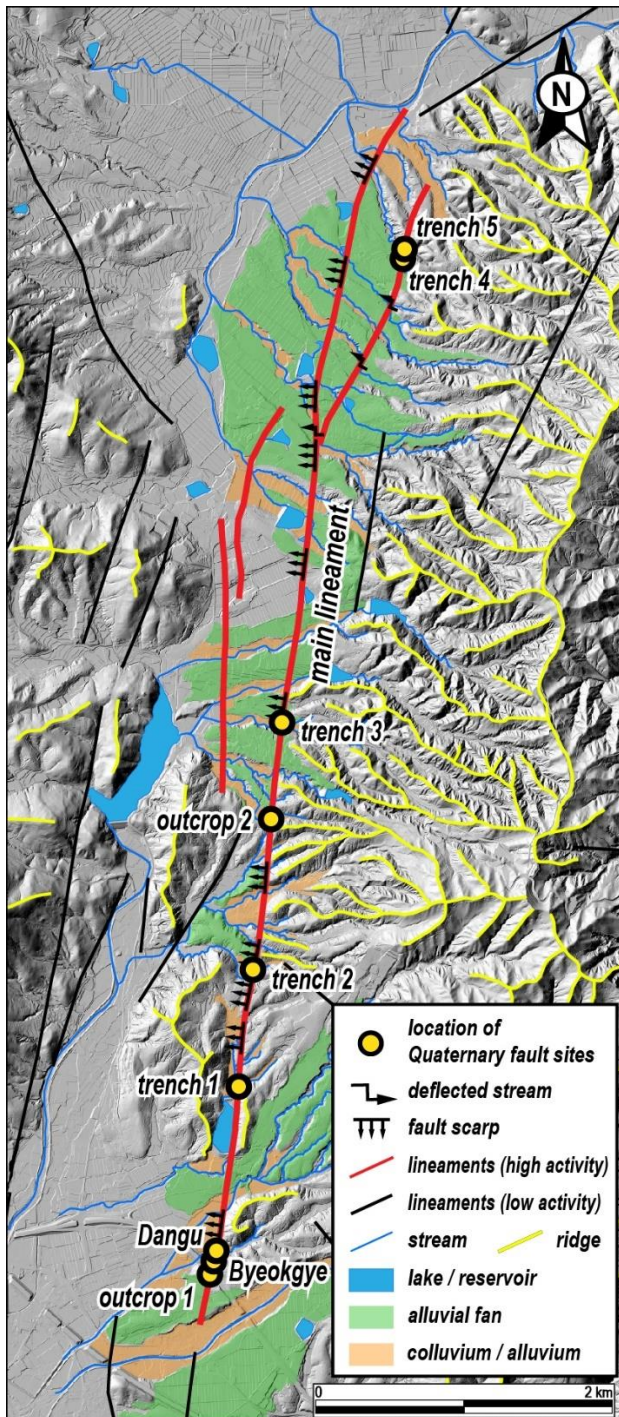 N
trench 5
trench 4
main lineament
trench 3
outcrop 2
trench 2
trench 1
Dangu
Byeokgye
outcrop 1
location of
Quaternary fault sites
deflected stream
fault scarp
lineaments (high activity)
lineaments (low activity)
stream
ridge
lake / reservoir
alluvial fan
colluvium / alluvium
0
2 km